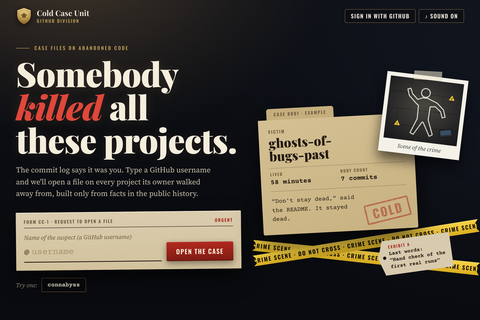 Cold Case Unit
GITHUB DIVISION
SIGN IN WITH GITHUB
♪ SOUND ON
CASE FILES ON ABANDONED CODE
Somebody
killed all
these projects.
The commit log says it was you. Type a GitHub username
and we'll open a file on every project its owner walked
away from, built only from facts in the public history.
FORM CC-1 · REQUEST TO OPEN A FILE
URGENT
Name of the suspect (a GitHub username)
username
OPEN THE CASE
Try one:
connabyss
CASE 0001 · EXAMPLE
VICTIM
ghosts-of-
bugs-past
LIVED
58 minutes
BODY COUNT
7 commits
"Don't stay dead," said
the README. It stayed
dead.
COLD
Scene of the crime
CRIME SCENE · DO NOT CROSS · CRIME SCENE
CRIME SCENE · DO NOT CROSS
EXHIBIT A
Last words:
"Hand check of the
first real runs"